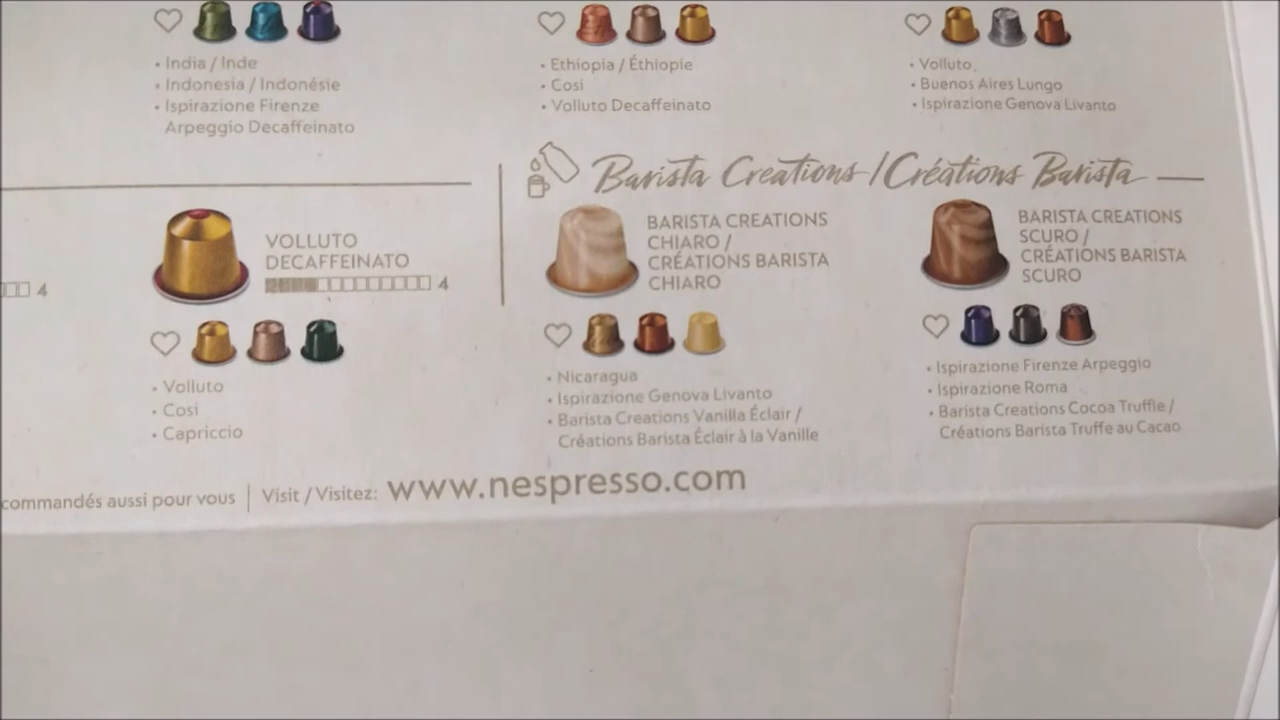 • India / Inde
• Indonesia / Indonésie
• Ispirazione Firenze
Arpeggio Decaffeinato
• Ethiopia / Éthiopie
• Cosi
• Volluto Decaffeinato
• Volluto
• Buenos Aires Lungo
• Ispirazione Genova Livanto
Barista Creations / Créations Barista
4
VOLLUTO
DECAFFEINATO
4
• Volluto
• Cosi
• Capriccio
BARISTA CREATIONS
CHIARO /
CRÉATIONS BARISTA
CHIARO
• Nicaragua
• Ispirazione Genova Livanto
• Barista Creations Vanilla Éclair /
Créations Barista Éclair à la Vanille
BARISTA CREATIONS
SCURO /
CRÉATIONS BARISTA
SCURO
• Ispirazione Firenze Arpeggio
• Ispirazione Roma
• Barista Creations Cocoa Truffle /
Créations Barista Truffe au Cacao
commandés aussi pour vous | Visit / Visitez: www.nespresso.com